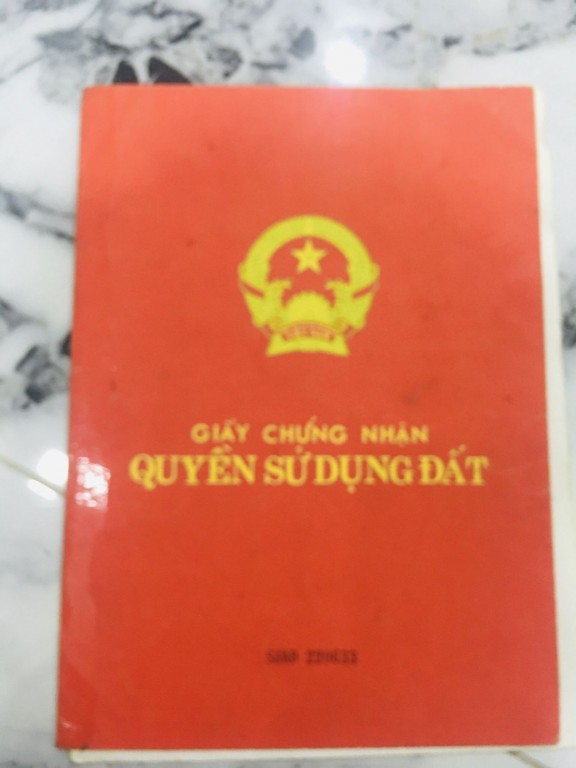 GIẤY CHỨNG NHẬN
QUYỀN SỬ DỤNG ĐẤT